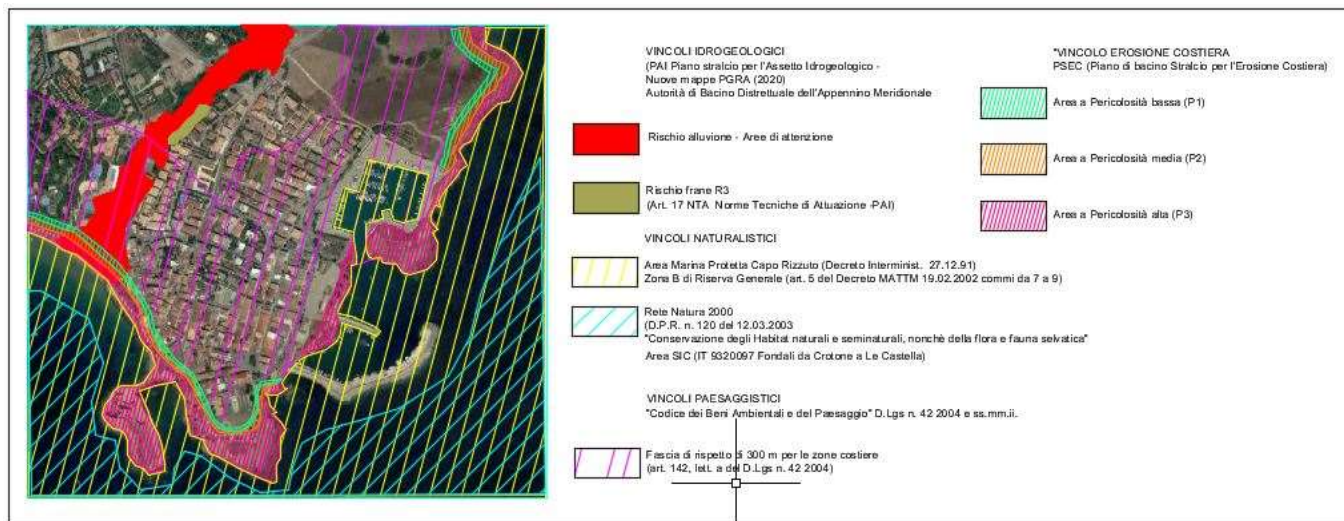 VINCOLI IDROGEOLOGICI
(PAI Piano stralcio per l'Assetto Idrogeologico -
Nuove mappe PGRA (2020)
Autorità di Bacino Distrettuale dell'Appennino Meridionale
Rischio alluvione - Aree di attenzione
Rischio frane R3
(Art. 17 NTA Norme Tecniche di Attuazione -PAI)
VINCOLI NATURALISTICI
Area Marina Protetta Capo Rizzuto (Decreto Interminist. 27.12.91)
Zona B di Riserva Generale (art. 5 del Decreto MATTM 19.02.2002 commi da 7 a 9)
Rete Natura 2000
(D.P.R. n. 120 del 12.03.2003
"Conservazione degli Habitat naturali e seminaturali, nonchè della flora e fauna selvatica"
Area SIC (IT 9320097 Fondali da Crotone a Le Castella)
VINCOLI PAESAGGISTICI
"Codice dei Beni Ambientali e del Paesaggio" D.Lgs n. 42 2004 e ss.mm.ii.
Fascia di rispetto di 300 m per le zone costiere
(art. 142, lett. a del D.Lgs n. 42 2004)
"VINCOLO EROSIONE COSTIERA
PSEC (Piano di bacino Stralcio per l'Erosione Costiera)
Area a Pericolosità bassa (P1)
Area a Pericolosità media (P2)
Area a Pericolosità alta (P3)